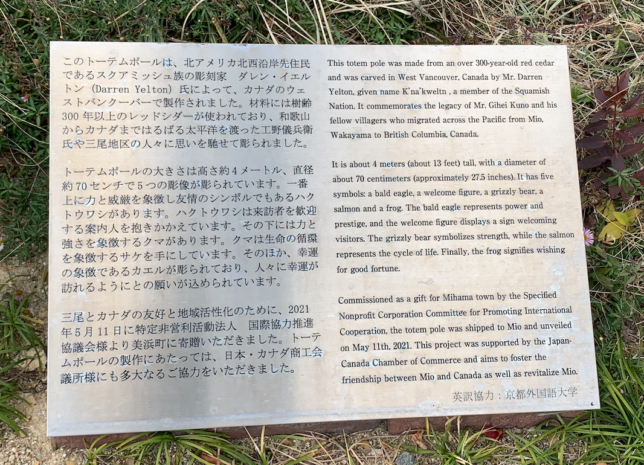 このトーテムポールは、北アメリカ北西沿岸先住民
であるスクアミッシュ族の彫刻家　ダレン・イエル
トン（Darren Yelton）氏によって、カナダのウェ
ストバンクーバーで製作されました。材料には樹齢
300年以上のレッドシダーが使われており、和歌山
からカナダまではるばる太平洋を渡った工野儀兵衛
氏や三尾地区の人々に思いを馳せて彫られました。
トーテムポールの大きさは高さ約4メートル、直径
約70センチで5つの彫像が彫られています。一番
上に力と威厳を象徴し友情のシンボルでもあるハク
トウワシがあります。ハクトウワシは来訪者を歓迎
する案内人を抱きかかえています。その下には力と
強さを象徴するクマがあります。クマは生命の循環
を象徴するサケを手にしています。そのほか、幸運
の象徴であるカエルが彫られており、人々に幸運が
訪れるようにとの願いが込められています。
三尾とカナダの友好と地域活性化のために、2021
年5月11日に特定非営利活動法人　国際協力推進
協議会様より美浜町に寄贈いただきました。トーテ
ムポールの製作にあたっては、日本・カナダ商工会
議所様にも多大なるご協力をいただきました。
This totem pole was made from an over 300-year-old red cedar
and was carved in West Vancouver, Canada by Mr. Darren
Yelton, given name K'na'kweltn , a member of the Squamish
Nation. It commemorates the legacy of Mr. Gihei Kuno and his
fellow villagers who migrated across the Pacific from Mio,
Wakayama to British Columbia, Canada.
It is about 4 meters (about 13 feet) tall, with a diameter of
about 70 centimeters (approximately 27.5 inches). It has five
symbols: a bald eagle, a welcome figure, a grizzly bear, a
salmon and a frog. The bald eagle represents power and
prestige, and the welcome figure displays a sign welcoming
visitors. The grizzly bear symbolizes strength, while the salmon
represents the cycle of life. Finally, the frog signifies wishing
for good fortune.
Commissioned as a gift for Mihama town by the Specified
Nonprofit Corporation Committee for Promoting International
Cooperation, the totem pole was shipped to Mio and unveiled
on May 11th, 2021. This project was supported by the Japan-
Canada Chamber of Commerce and aims to foster the
friendship between Mio and Canada as well as revitalize Mio.
英訳協力：京都外国語大学